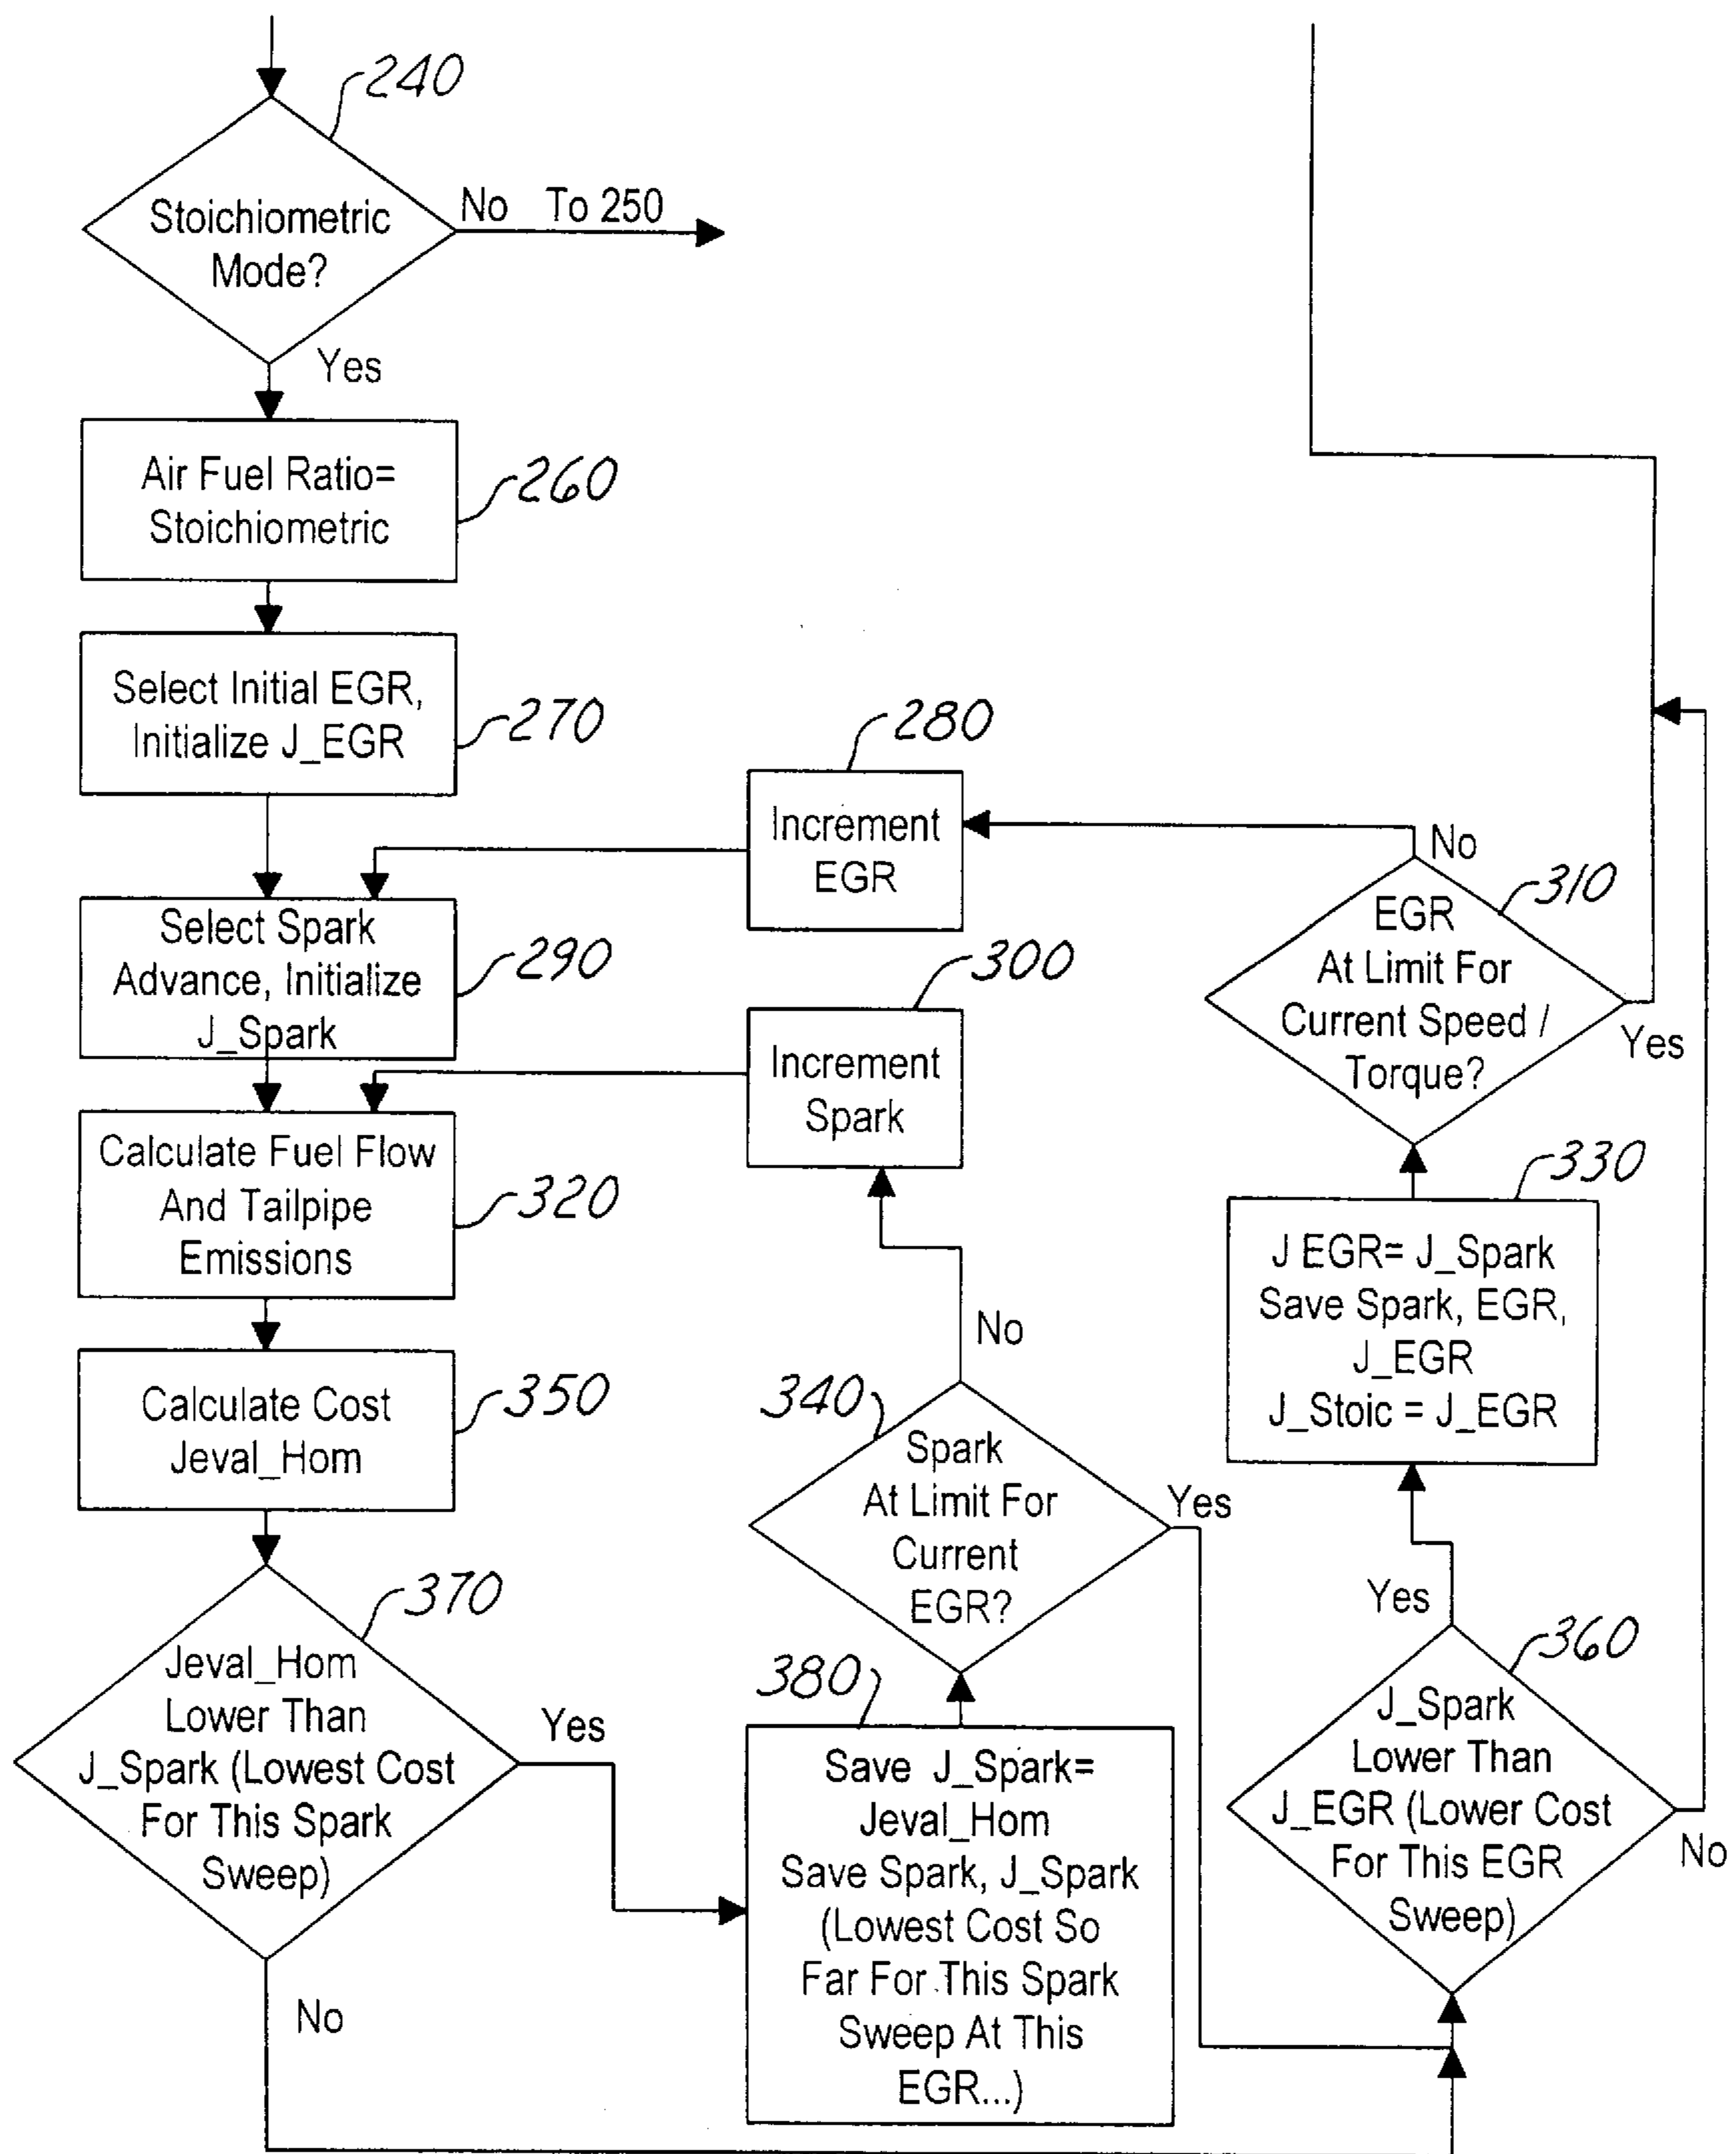 240
Stoichiometric
Mode?
No To 250
Yes
Air Fuel Ratio=
Stoichiometric
260
Select Initial EGR,
Initialize J_EGR
270
Increment
EGR
280
Select Spark
Advance, Initialize
J_Spark
290
Increment
Spark
300
EGR
At Limit For
Current Speed /
Torque?
310
No
Yes
Calculate Fuel Flow
And Tailpipe
Emissions
320
J EGR= J_Spark
Save Spark, EGR,
J_EGR
J_Stoic = J_EGR
330
Calculate Cost
Jeval_Hom
350
No
340
Spark
At Limit For
Current
EGR?
Yes
Yes
360
J_Spark
Lower Than
J_EGR (Lower Cost
For This EGR
Sweep)
No
370
Jeval_Hom
Lower Than
J_Spark (Lowest Cost
For This Spark
Sweep)
Yes
No
380
Save J_Spark=
Jeval_Hom
Save Spark, J_Spark
(Lowest Cost So
Far For This Spark
Sweep At This
EGR...)